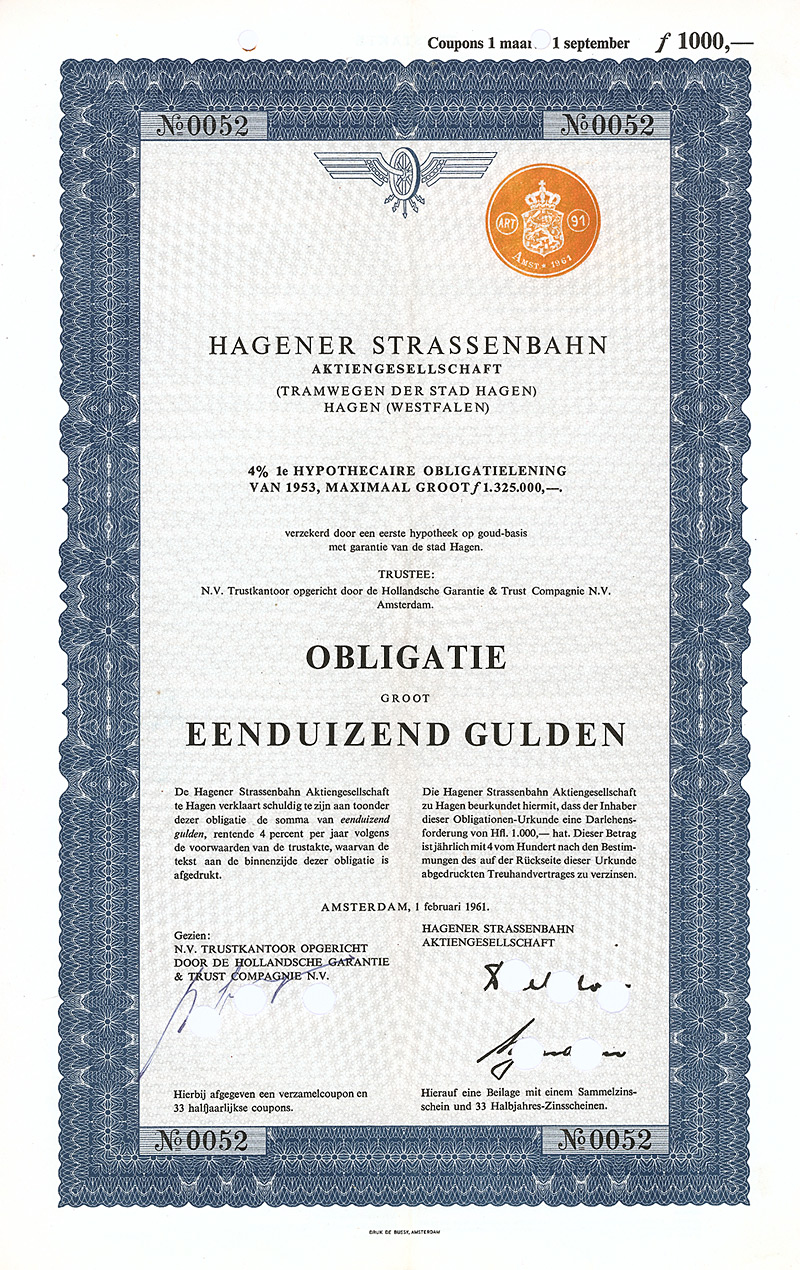 Coupons 1 maart 1 september ƒ 1000,—
№ 0052 № 0052
ART 91
AMST * 1961
HAGENER STRASSENBAHN
AKTIENGESELLSCHAFT
(TRAMWEGEN DER STAD HAGEN)
HAGEN (WESTFALEN)
4% 1e HYPOTHECAIRE OBLIGATIELENING
VAN 1953, MAXIMAAL GROOT ƒ 1.325.000,—.
verzekerd door een eerste hypotheek op goud-basis
met garantie van de stad Hagen.
TRUSTEE:
N.V. Trustkantoor opgericht door de Hollandsche Garantie & Trust Compagnie N.V.
Amsterdam.
OBLIGATIE
GROOT
EENDUIZEND GULDEN
De Hagener Strassenbahn Aktiengesellschaft
te Hagen verklaart schuldig te zijn aan toonder
dezer obligatie de somma van eenduizend
gulden, rentende 4 percent per jaar volgens
de voorwaarden van de trustakte, waarvan de
tekst aan de binnenzijde dezer obligatie is
afgedrukt.
Die Hagener Strassenbahn Aktiengesellschaft
zu Hagen beurkundet hiermit, dass der Inhaber
dieser Obligationen-Urkunde eine Darlehens-
forderung von Hfl. 1.000,— hat. Dieser Betrag
ist jährlich mit 4 vom Hundert nach den Bestim-
mungen des auf der Rückseite dieser Urkunde
abgedruckten Treuhandvertrages zu verzinsen.
AMSTERDAM, 1 februari 1961.
Gezien:
N.V. TRUSTKANTOOR OPGERICHT
DOOR DE HOLLANDSCHE GARANTIE
& TRUST COMPAGNIE N.V.
HAGENER STRASSENBAHN
AKTIENGESELLSCHAFT
Hierbij afgegeven een verzamelcoupon en
33 halfjaarlijkse coupons.
Hierauf eine Beilage mit einem Sammelzins-
schein und 33 Halbjahres-Zinsscheinen.
№ 0052 № 0052
DRUK DE BUSSY, AMSTERDAM